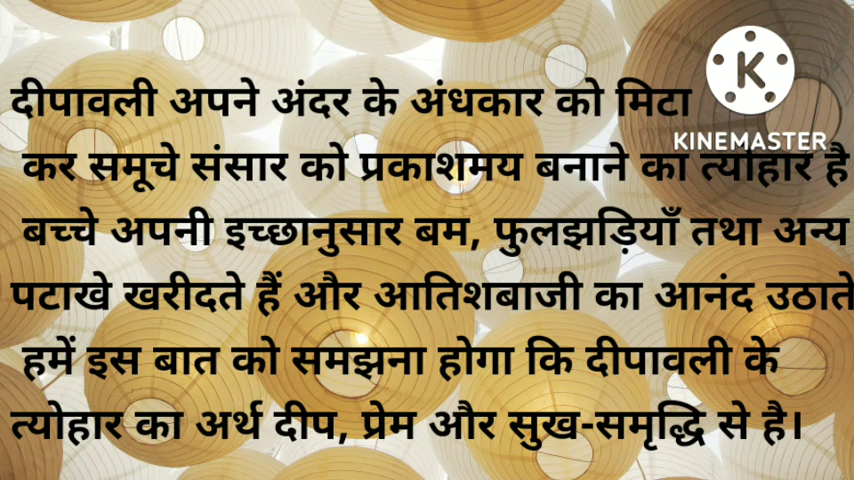 दीपावली अपने अंदर के अंधकार को मिटा
KINEMASTER
कर समूचे संसार को प्रकाशमय बनाने का त्योहार है
बच्चे अपनी इच्छानुसार बम, फुलझड़ियाँ तथा अन्य
पटाखे खरीदते हैं और आतिशबाजी का आनंद उठाते
हमें इस बात को समझना होगा कि दीपावली के
त्योहार का अर्थ दीप, प्रेम और सुख-समृद्धि से है।